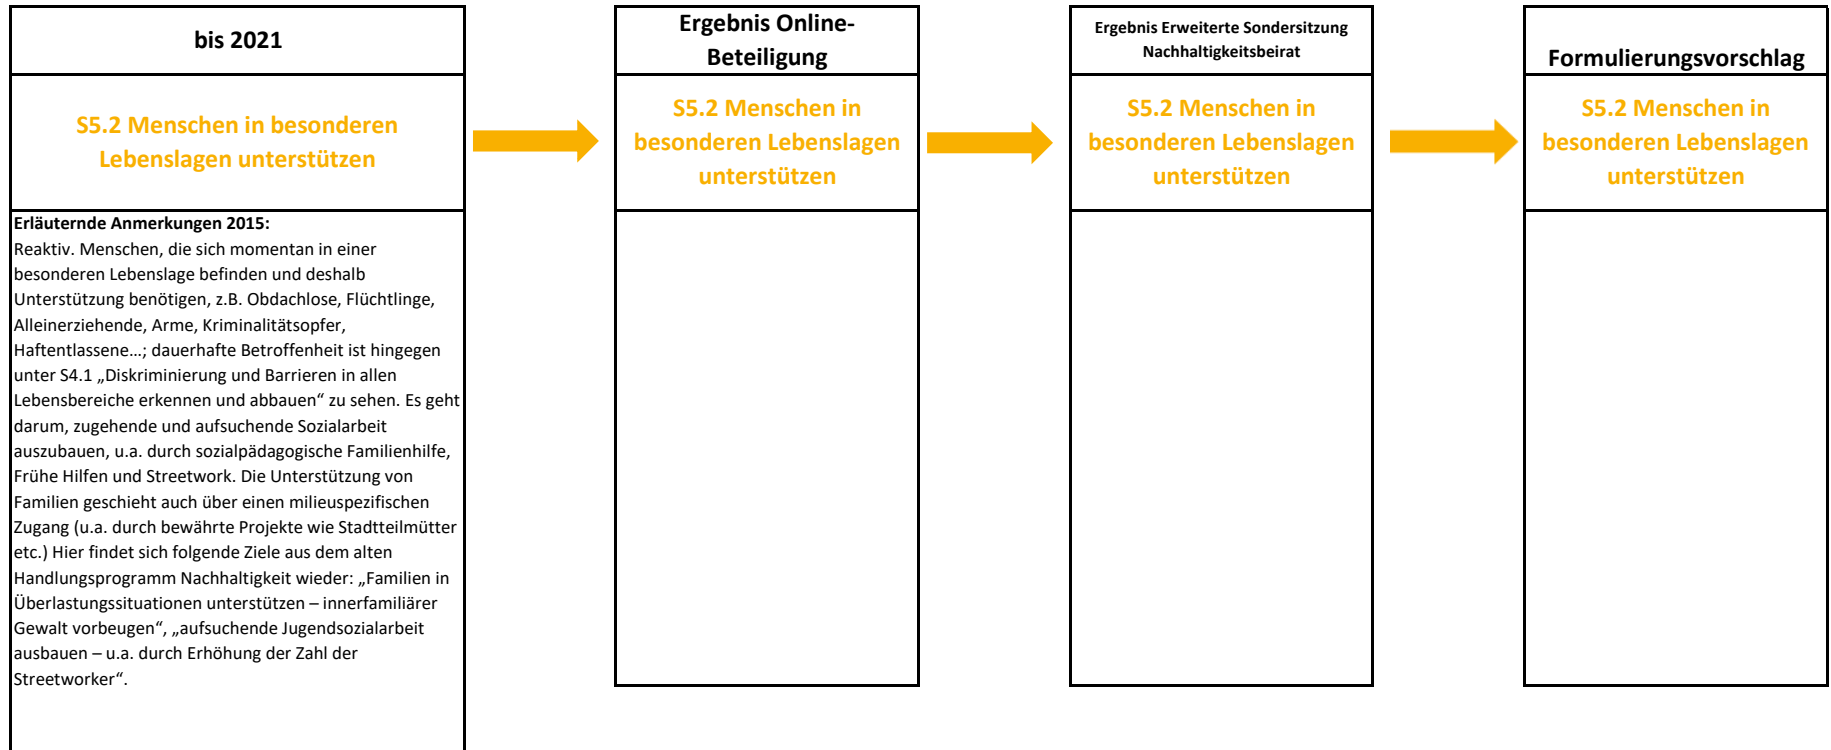 bis 2021
S5.2 Menschen in besonderen
Lebenslagen unterstützen
Erläuternde Anmerkungen 2015:
Reaktiv. Menschen, die sich momentan in einer
besonderen Lebenslage befinden und deshalb
Unterstützung benötigen, z.B. Obdachlose, Flüchtlinge,
Alleinerziehende, Arme, Kriminalitätsopfer,
Haftentlassene…; dauerhafte Betroffenheit ist hingegen
unter S4.1 „Diskriminierung und Barrieren in allen
Lebensbereiche erkennen und abbauen“ zu sehen. Es geht
darum, zugehende und aufsuchende Sozialarbeit
auszubauen, u.a. durch sozialpädagogische Familienhilfe,
Frühe Hilfen und Streetwork. Die Unterstützung von
Familien geschieht auch über einen milieuspezifischen
Zugang (u.a. durch bewährte Projekte wie Stadtteilmütter
etc.) Hier findet sich folgende Ziele aus dem alten
Handlungsprogramm Nachhaltigkeit wieder: „Familien in
Überlastungssituationen unterstützen – innerfamiliärer
Gewalt vorbeugen“, „aufsuchende Jugendsozialarbeit
ausbauen – u.a. durch Erhöhung der Zahl der
Streetworker“.
Ergebnis Online-
Beteiligung
S5.2 Menschen in
besonderen Lebenslagen
unterstützen
Ergebnis Erweiterte Sondersitzung
Nachhaltigkeitsbeirat
S5.2 Menschen in
besonderen Lebenslagen
unterstützen
Formulierungsvorschlag
S5.2 Menschen in
besonderen Lebenslagen
unterstützen